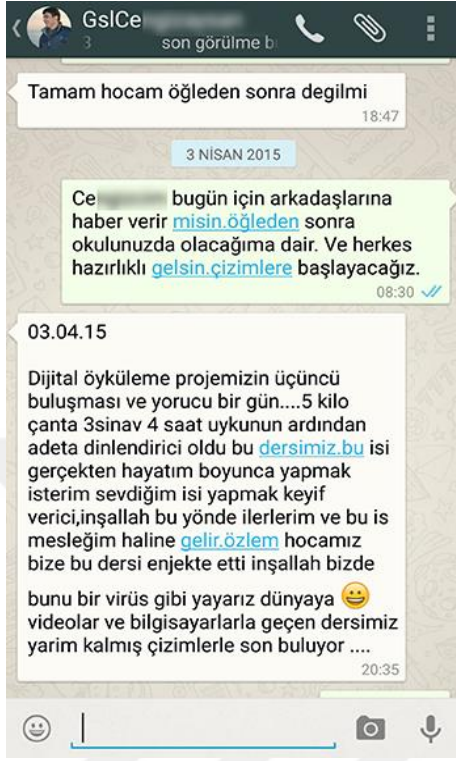 GslCe
3
son görülme b
Tamam hocam öğleden sonra degilmi
18:47
3 NİSAN 2015
Ce bugün için arkadaşlarına
haber verir misin.öğleden sonra
okulunuzda olacağıma dair. Ve herkes
hazırlıklı gelsin.çizimlere başlayacağız.
08:30
03.04.15
Dijital öyküleme projemizin üçüncü
buluşması ve yorucu bir gün....5 kilo
çanta 3sinav 4 saat uykunun ardından
adeta dinlendirici oldu bu dersimiz.bu isi
gerçekten hayatım boyunca yapmak
isterim sevdiğim isi yapmak keyif
verici,inşallah bu yönde ilerlerim ve bu is
mesleğim haline gelir.özlem hocamız
bize bu dersi enjekte etti inşallah bizde
bunu bir virüs gibi yayarız dünyaya 😀
videolar ve bilgisayarlarla geçen dersimiz
yarim kalmış çizimlerle son buluyor ....
20:35